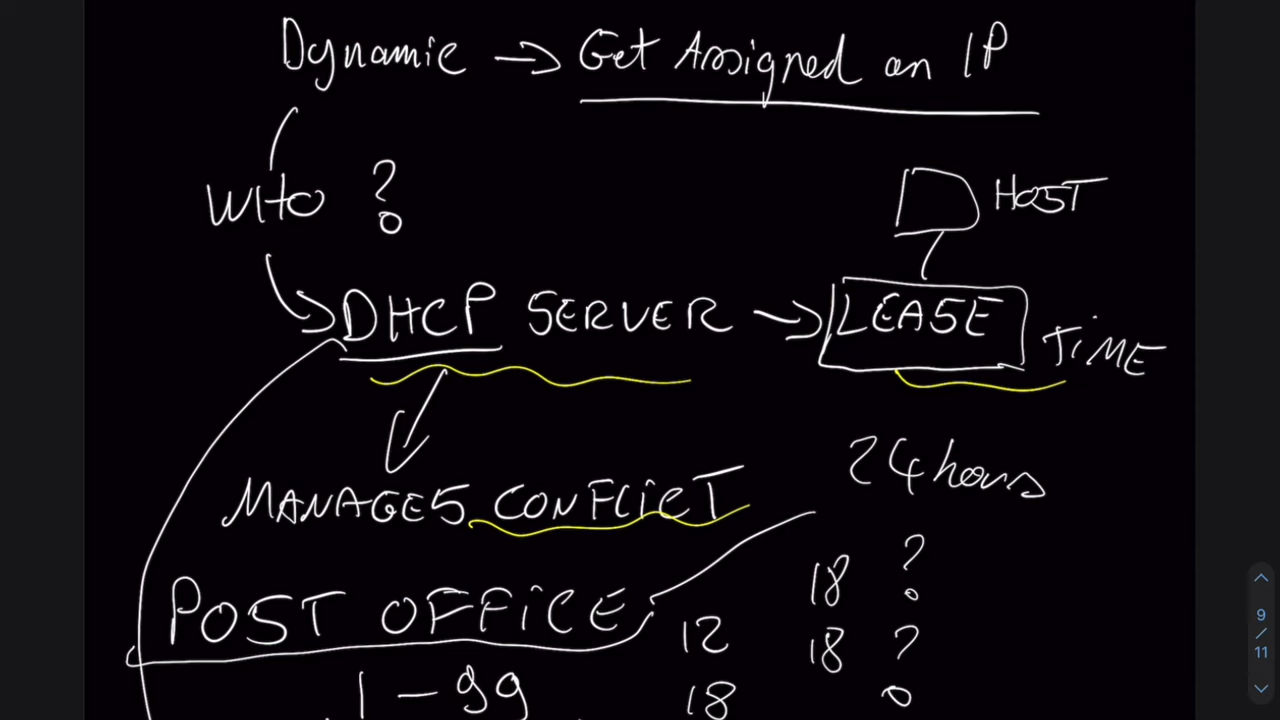 Dynamic → Get Assigned an IP
WHO ?
HOST
DHCP SERVER → LEASE TIME
24 hours
MANAGES CONFLICT
18 ?
POST OFFICE
12 18 ?
1 - 99 18
9
/
11